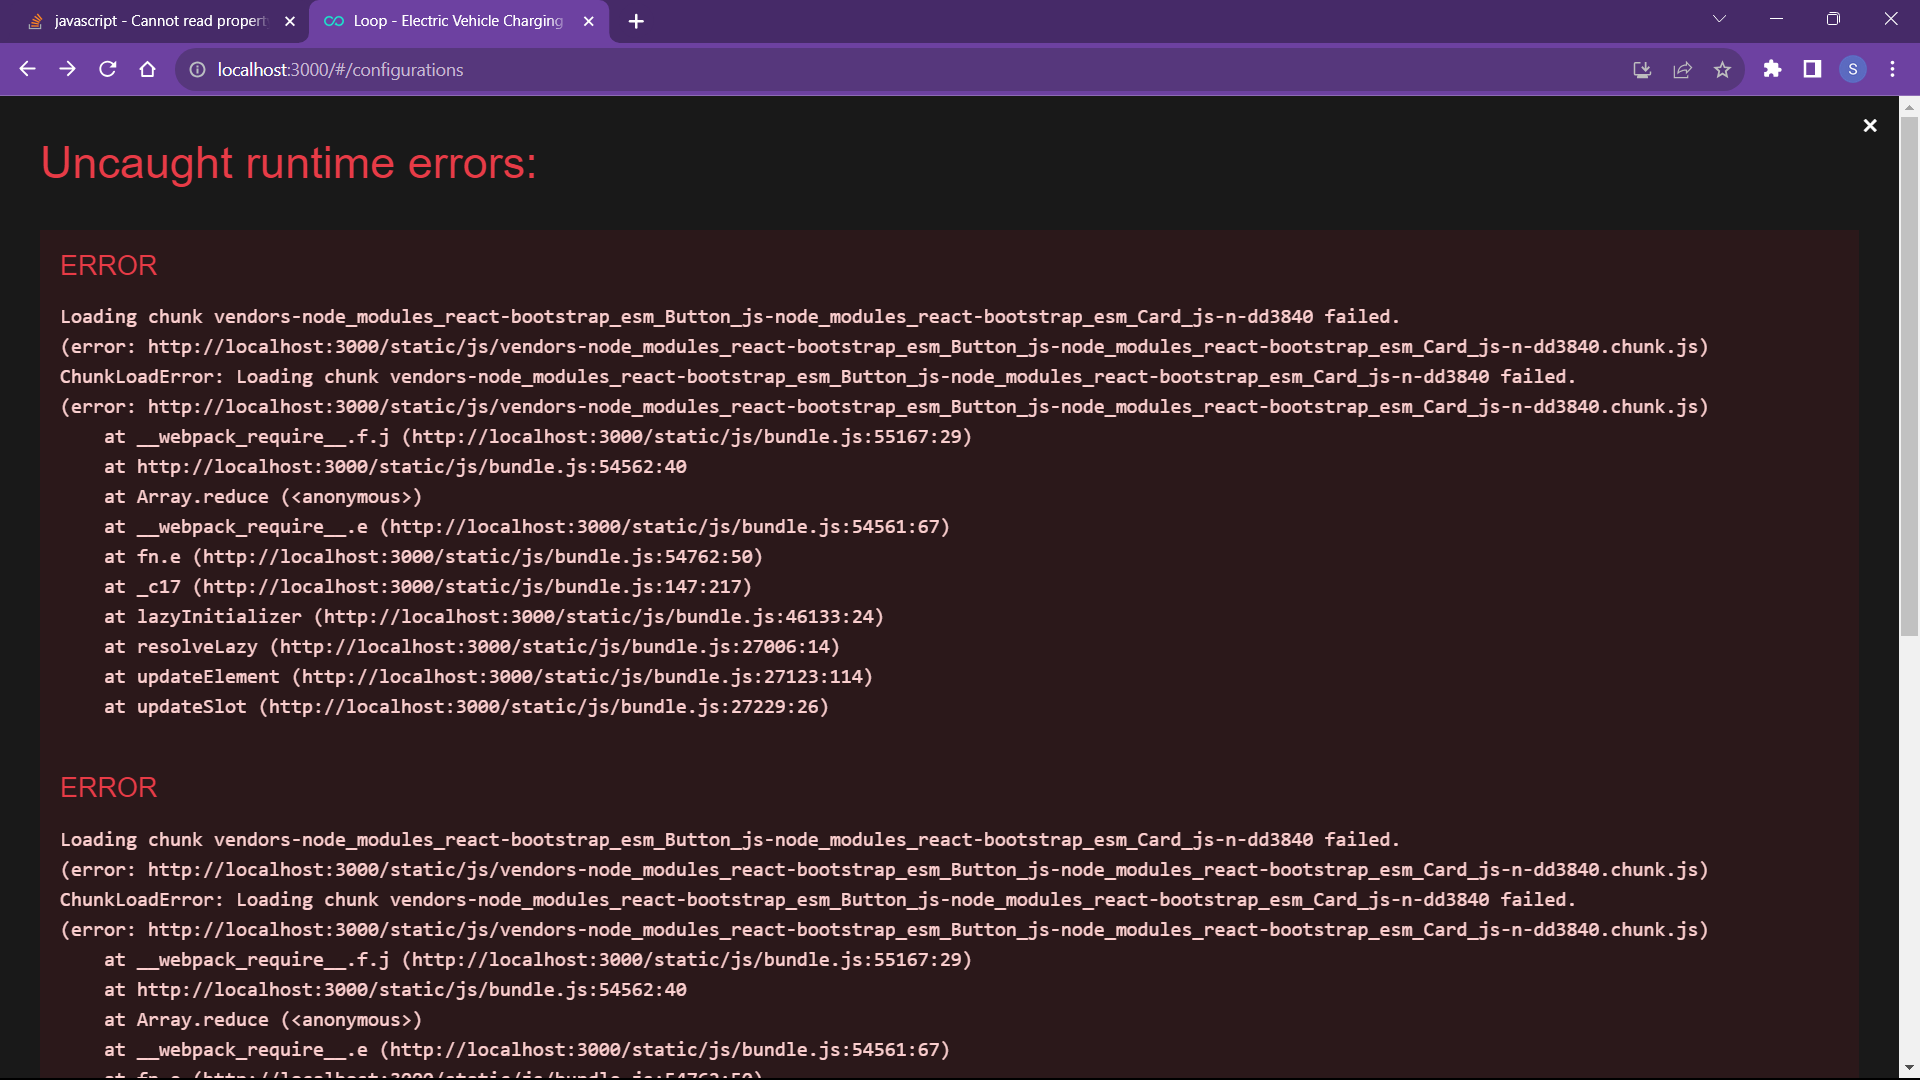 javascript - Cannot read propert
Loop - Electric Vehicle Charging
localhost:3000/#/configurations
S
Uncaught runtime errors:
ERROR
Loading chunk vendors-node_modules_react-bootstrap_esm_Button_js-node_modules_react-bootstrap_esm_Card_js-n-dd3840 failed.
(error: http://localhost:3000/static/js/vendors-node_modules_react-bootstrap_esm_Button_js-node_modules_react-bootstrap_esm_Card_js-n-dd3840.chunk.js)
ChunkLoadError: Loading chunk vendors-node_modules_react-bootstrap_esm_Button_js-node_modules_react-bootstrap_esm_Card_js-n-dd3840 failed.
(error: http://localhost:3000/static/js/vendors-node_modules_react-bootstrap_esm_Button_js-node_modules_react-bootstrap_esm_Card_js-n-dd3840.chunk.js)
at __webpack_require__.f.j (http://localhost:3000/static/js/bundle.js:55167:29)
at http://localhost:3000/static/js/bundle.js:54562:40
at Array.reduce (<anonymous>)
at __webpack_require__.e (http://localhost:3000/static/js/bundle.js:54561:67)
at fn.e (http://localhost:3000/static/js/bundle.js:54762:50)
at _c17 (http://localhost:3000/static/js/bundle.js:147:217)
at lazyInitializer (http://localhost:3000/static/js/bundle.js:46133:24)
at resolveLazy (http://localhost:3000/static/js/bundle.js:27006:14)
at updateElement (http://localhost:3000/static/js/bundle.js:27123:114)
at updateSlot (http://localhost:3000/static/js/bundle.js:27229:26)
ERROR
Loading chunk vendors-node_modules_react-bootstrap_esm_Button_js-node_modules_react-bootstrap_esm_Card_js-n-dd3840 failed.
(error: http://localhost:3000/static/js/vendors-node_modules_react-bootstrap_esm_Button_js-node_modules_react-bootstrap_esm_Card_js-n-dd3840.chunk.js)
ChunkLoadError: Loading chunk vendors-node_modules_react-bootstrap_esm_Button_js-node_modules_react-bootstrap_esm_Card_js-n-dd3840 failed.
(error: http://localhost:3000/static/js/vendors-node_modules_react-bootstrap_esm_Button_js-node_modules_react-bootstrap_esm_Card_js-n-dd3840.chunk.js)
at __webpack_require__.f.j (http://localhost:3000/static/js/bundle.js:55167:29)
at http://localhost:3000/static/js/bundle.js:54562:40
at Array.reduce (<anonymous>)
at __webpack_require__.e (http://localhost:3000/static/js/bundle.js:54561:67)
at fn.e (http://localhost:3000/static/js/bundle.js:54762:50)